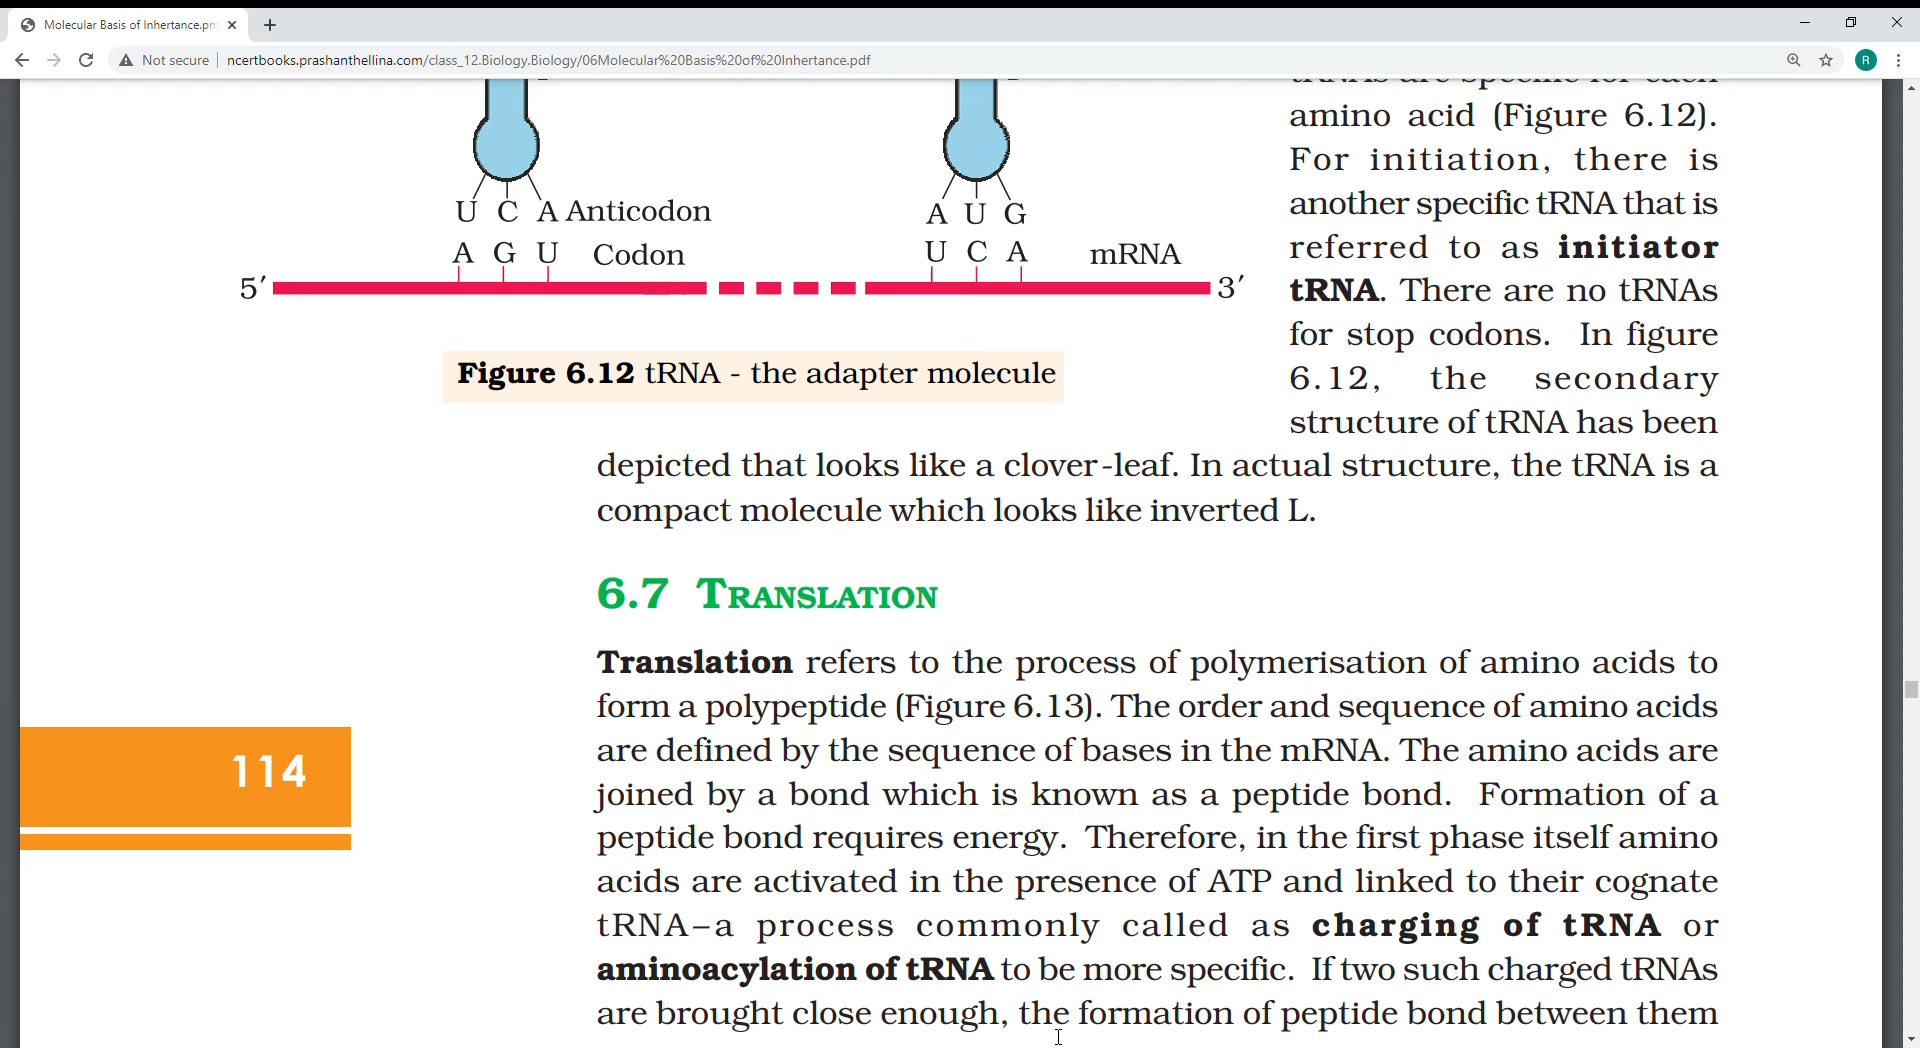 Molecular Basis of Inhertance.pm
Not secure
ncertbooks.prashanthellina.com/class_12.Biology.Biology/06Molecular%20Basis%20of%20Inhertance.pdf
R
U C A Anticodon
A G U Codon
A U G
U C A mRNA
5′
3′
Figure 6.12 tRNA - the adapter molecule
tRNAs are specific for each
amino acid (Figure 6.12).
For initiation, there is
another specific tRNA that is
referred to as initiator
tRNA. There are no tRNAs
for stop codons. In figure
6.12, the secondary
structure of tRNA has been
depicted that looks like a clover-leaf. In actual structure, the tRNA is a
compact molecule which looks like inverted L.
6.7 TRANSLATION
Translation refers to the process of polymerisation of amino acids to
form a polypeptide (Figure 6.13). The order and sequence of amino acids
are defined by the sequence of bases in the mRNA. The amino acids are
joined by a bond which is known as a peptide bond. Formation of a
peptide bond requires energy. Therefore, in the first phase itself amino
acids are activated in the presence of ATP and linked to their cognate
tRNA–a process commonly called as charging of tRNA or
aminoacylation of tRNA to be more specific. If two such charged tRNAs
are brought close enough, the formation of peptide bond between them
114